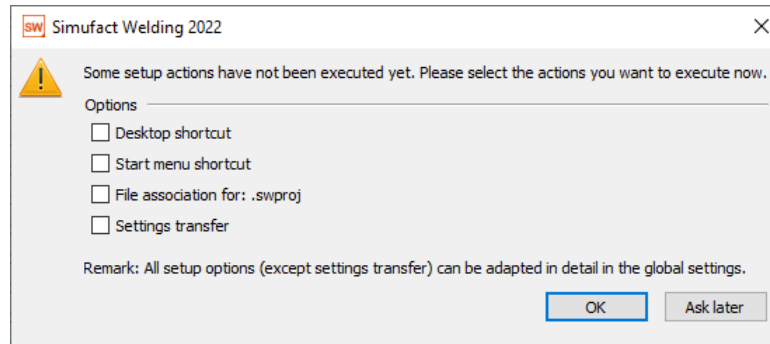 SW Simufact Welding 2022
Some setup actions have not been executed yet. Please select the actions you want to execute now.
Options
Desktop shortcut
Start menu shortcut
File association for: .swproj
Settings transfer
Remark: All setup options (except settings transfer) can be adapted in detail in the global settings.
OK Ask later